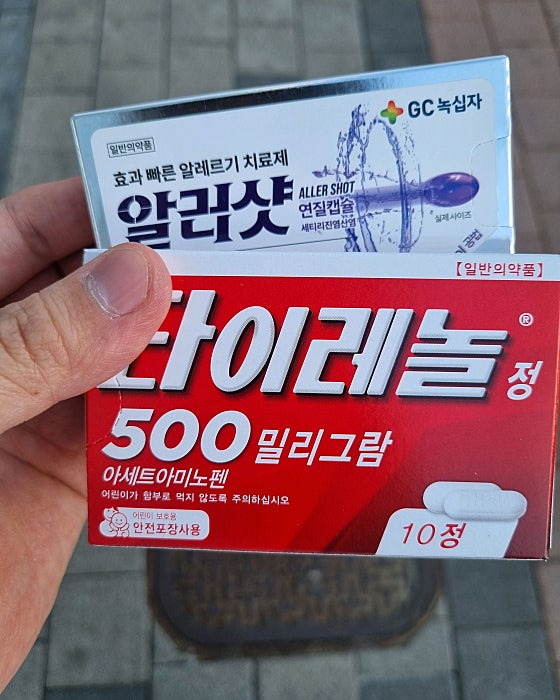 GC녹십자
일반의약품
효과 빠른 알레르기 치료제
알러샷
ALLER SHOT
연질캡슐
세티리진염산염
실제 사이즈
【일반의약품】
타이레놀®정
500 밀리그람
아세트아미노펜
어린이가 함부로 먹지 않도록 주의하십시오
어린이 보호용
안전포장사용
10정